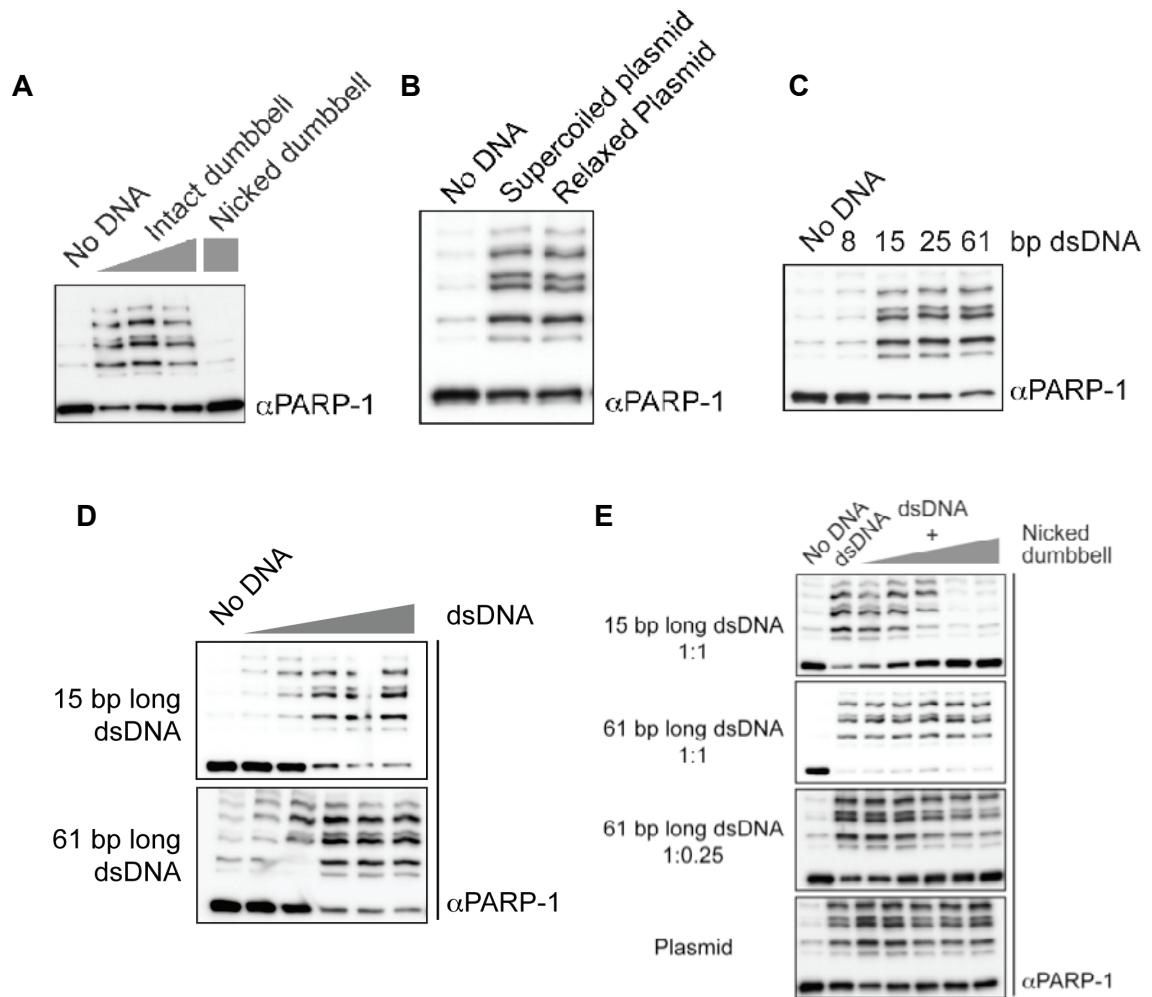 A
No DNA
Intact dumbbell
Nicked dumbbell
αPARP-1
B
No DNA
Supercoiled plasmid
Relaxed Plasmid
αPARP-1
C
No DNA
8 15 25 61 bp dsDNA
αPARP-1
D
No DNA
dsDNA
15 bp long
dsDNA
61 bp long
dsDNA
αPARP-1
E
No DNA
dsDNA
dsDNA
+
Nicked
dumbbell
15 bp long dsDNA
1:1
61 bp long dsDNA
1:1
61 bp long dsDNA
1:0.25
Plasmid
αPARP-1